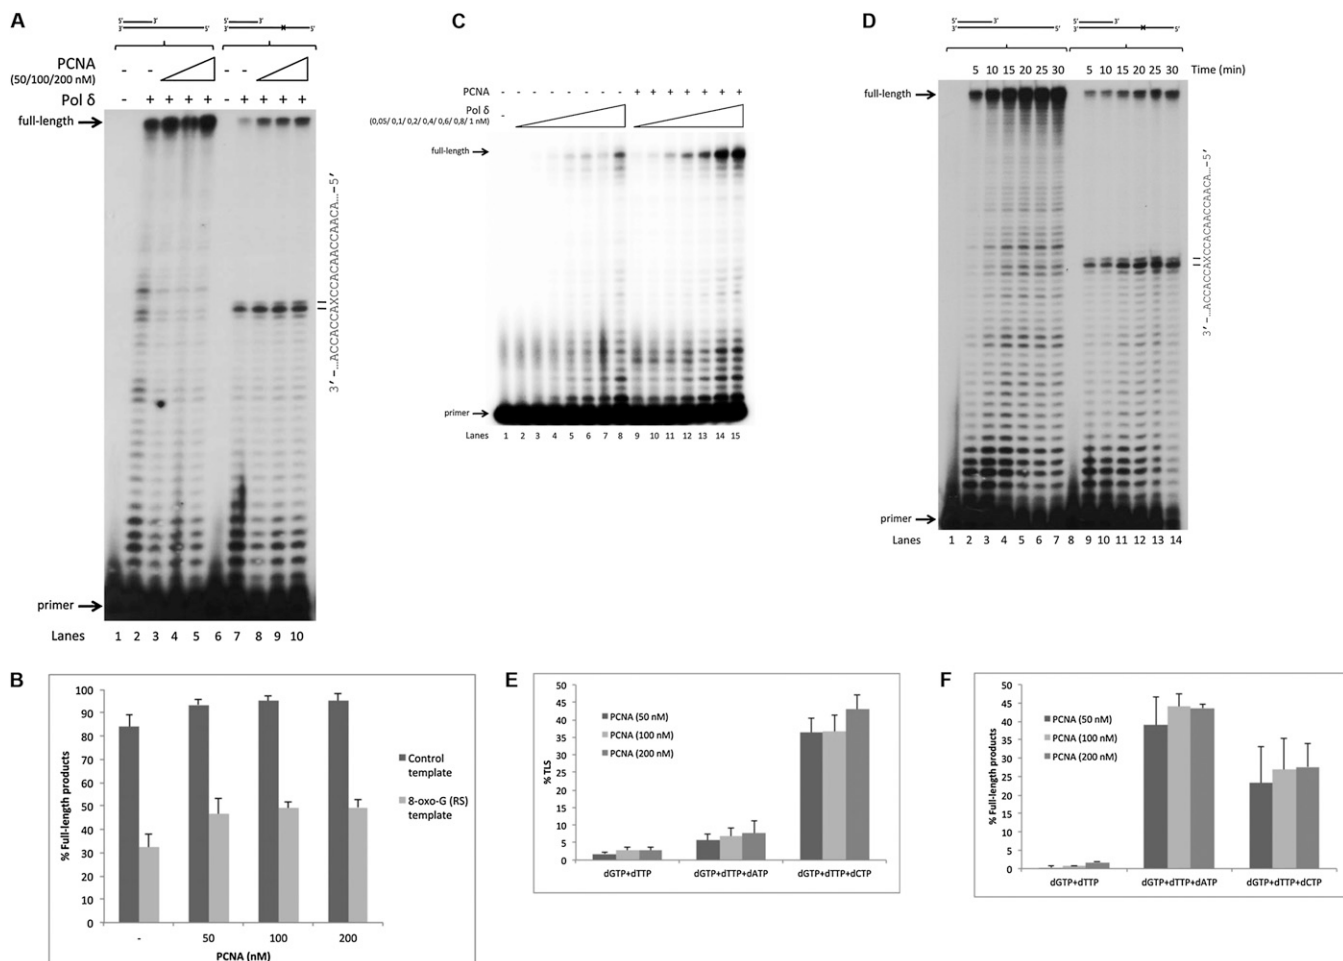 A
5' 3'
3' 5'
5' 3'
3' 5'
PCNA
(50/100/200 nM)
- - - -
Pol δ
- + + + + - + + + +
full-length
3'-…ACCACCAXCCACAACCAACA…-5'
primer
Lanes 1 2 3 4 5 6 7 8 9 10
B
% Full-length products
100
90
80
70
60
50
40
30
20
10
0
- 50 100 200
PCNA (nM)
Control template
8-oxo-G (RS) template
C
PCNA - - - - - - - - + + + + + + +
Pol δ
(0,05/ 0,1/ 0,2/ 0,4/ 0,6/ 0,8/ 1 nM)
-
full-length
primer
Lanes 1 2 3 4 5 6 7 8 9 10 11 12 13 14 15
D
5' 3'
3' 5'
5' 3'
3' 5'
5 10 15 20 25 30 5 10 15 20 25 30 Time (min)
full-length
3'-…ACCACCAXCCACAACCAACA…-5'
primer
Lanes 1 2 3 4 5 6 7 8 9 10 11 12 13 14
E
% TLS
50
45
40
35
30
25
20
15
10
5
0
PCNA (50 nM)
PCNA (100 nM)
PCNA (200 nM)
dGTP+dTTP dGTP+dTTP+dATP dGTP+dTTP+dCTP
F
% Full-length products
50
45
40
35
30
25
20
15
10
5
0
PCNA (50 nM)
PCNA (100 nM)
PCNA (200 nM)
dGTP+dTTP dGTP+dTTP+dATP dGTP+dTTP+dCTP